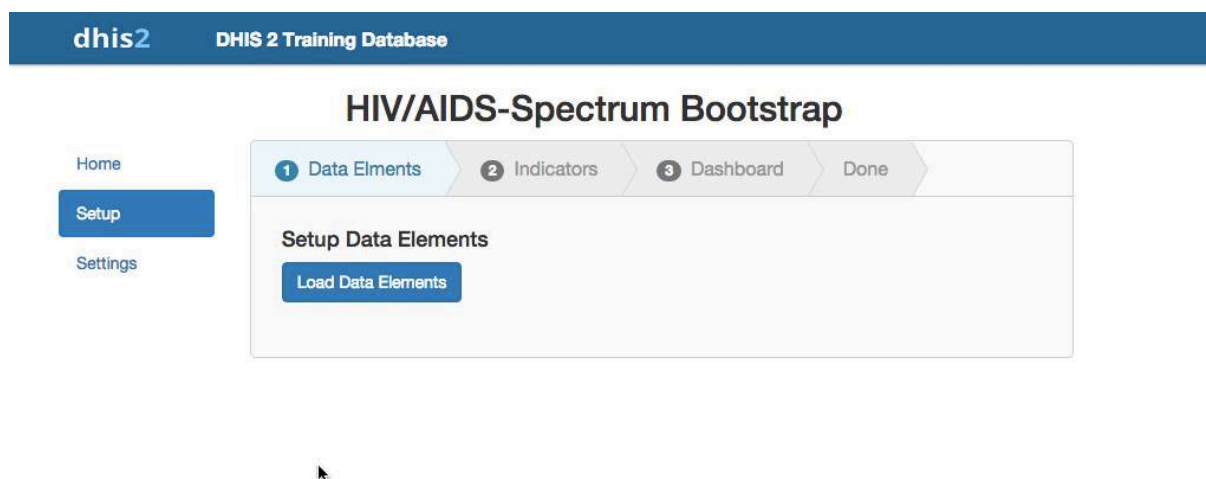 dhis2 DHIS 2 Training Database
HIV/AIDS-Spectrum Bootstrap
Home
Setup
Settings
1 Data Elments 2 Indicators 3 Dashboard Done
Setup Data Elements
Load Data Elements